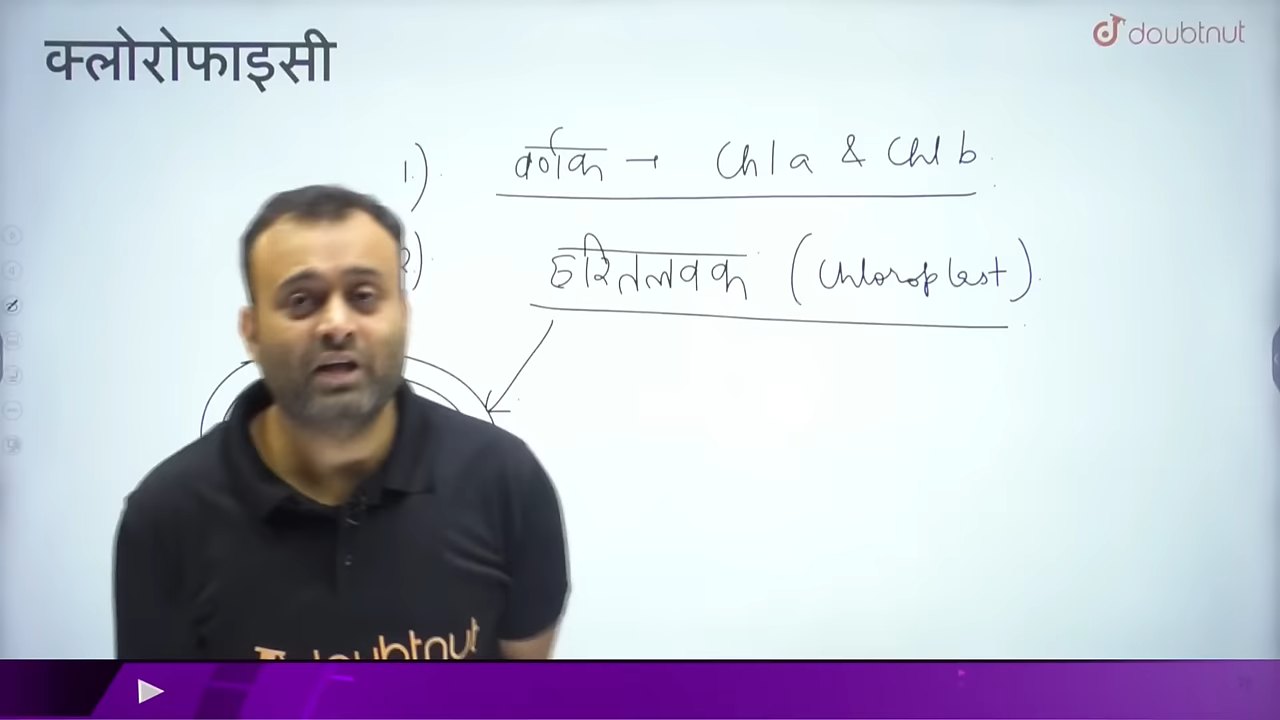 क्लोरोफाइसी
doubtnut
1.) वर्णक → Chl a & Chl b
2.) हरितलवक (Chloroplast)
doubtnut